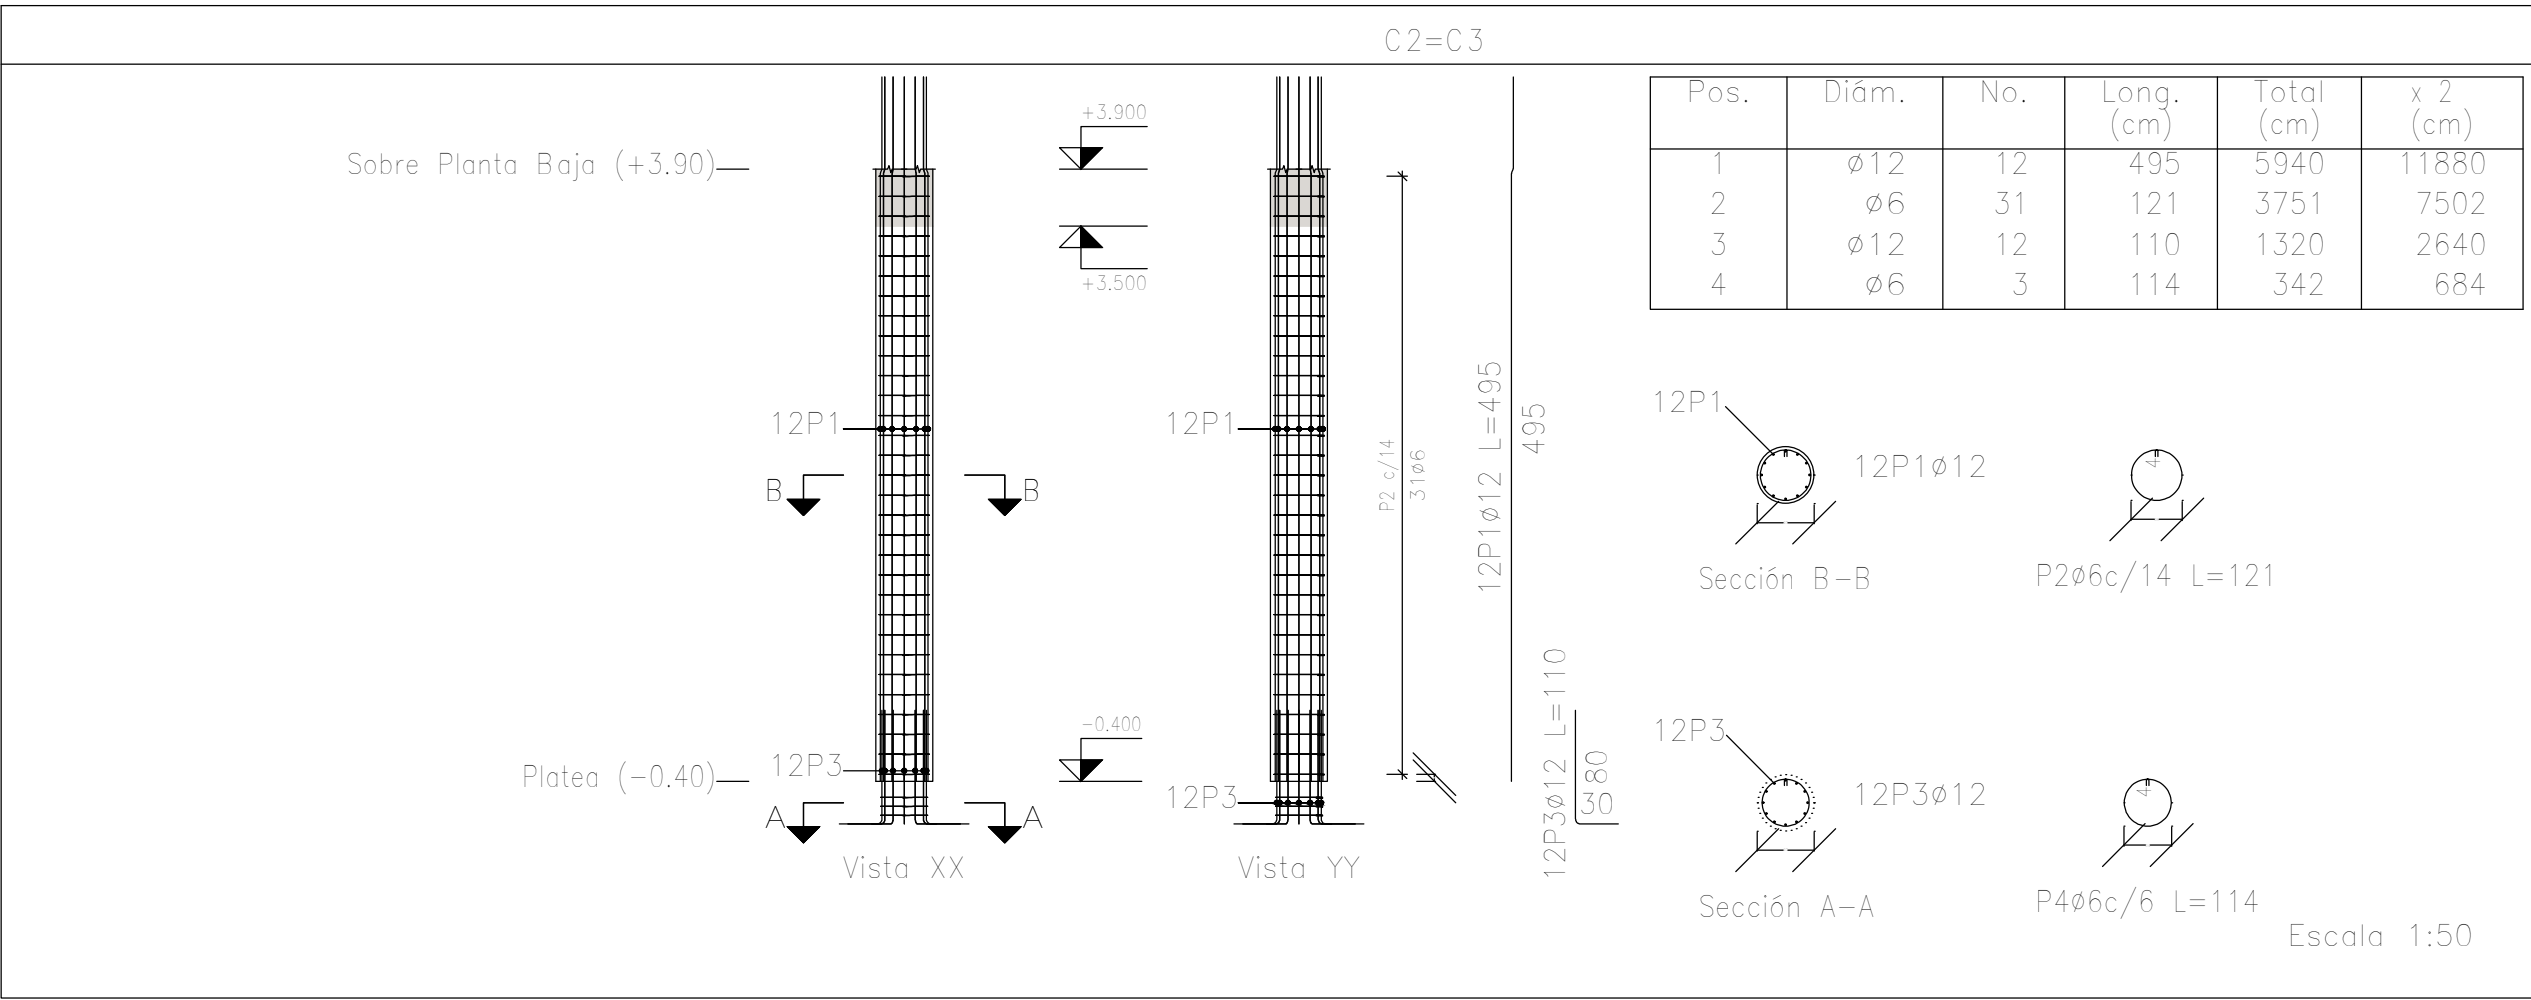 C2=C3
Sobre Planta Baja (+3.90)
+3.900
+3.500
12P1
12P1
B
B
-0.400
Platea (-0.40)
12P3
12P3
A
A
Vista XX
Vista YY
P2 c/14
31ø6
12P1ø12 L=495
495
12P3ø12 L=110
80
30
Pos. Diám. No. Long. (cm) Total (cm) x 2 (cm)
1 ø12 12 495 5940 11880
2 ø6 31 121 3751 7502
3 ø12 12 110 1320 2640
4 ø6 3 114 342 684
12P1
12P1ø12
Sección B-B
4
P2ø6c/14 L=121
12P3
12P3ø12
Sección A-A
4
P4ø6c/6 L=114
Escala 1:50